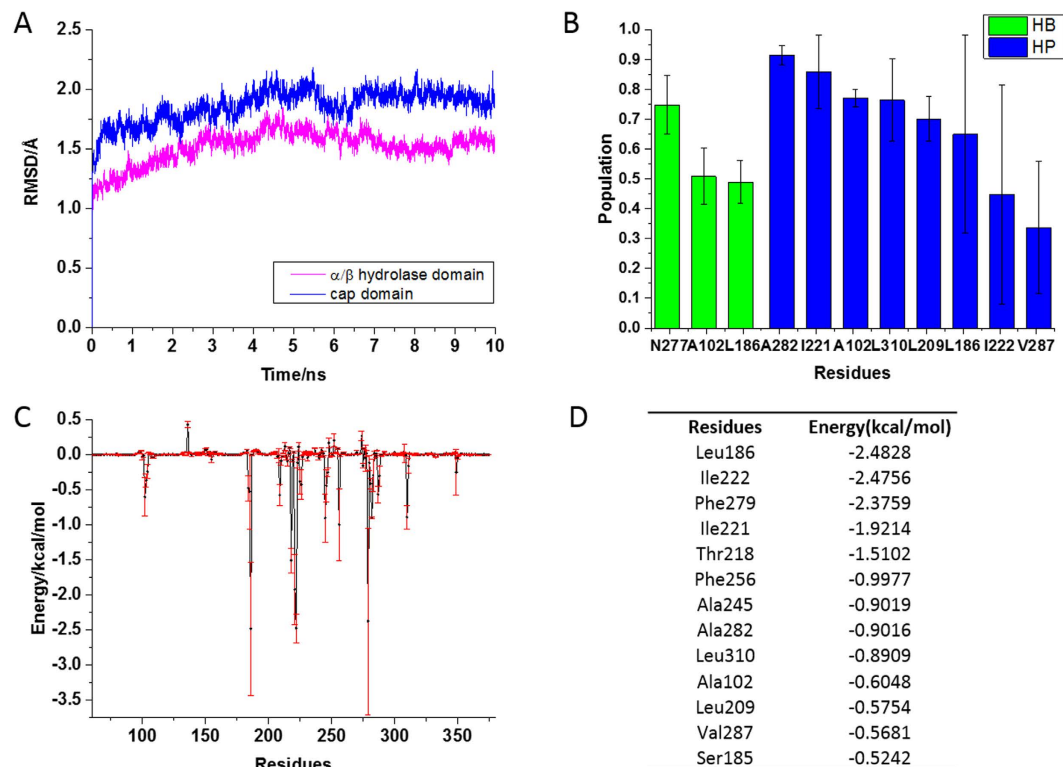 A
2.5
2.0
1.5
1.0
0.5
0.0
RMSD/Å
α/β hydrolase domain
cap domain
0 1 2 3 4 5 6 7 8 9 10
Time/ns
B
HB
HP
1.0
0.9
0.8
0.7
0.6
0.5
0.4
0.3
0.2
0.1
0.0
Population
N277 A102 L186 A282 I221 A102 L310 L209 L186 I222 V287
Residues
C
0.5
0.0
-0.5
-1.0
-1.5
-2.0
-2.5
-3.0
-3.5
Energy/kcal/mol
100 150 200 250 300 350
Residues
D
Residues Energy(kcal/mol)
Leu186 -2.4828
Ile222 -2.4756
Phe279 -2.3759
Ile221 -1.9214
Thr218 -1.5102
Phe256 -0.9977
Ala245 -0.9019
Ala282 -0.9016
Leu310 -0.8909
Ala102 -0.6048
Leu209 -0.5754
Val287 -0.5681
Ser185 -0.5242